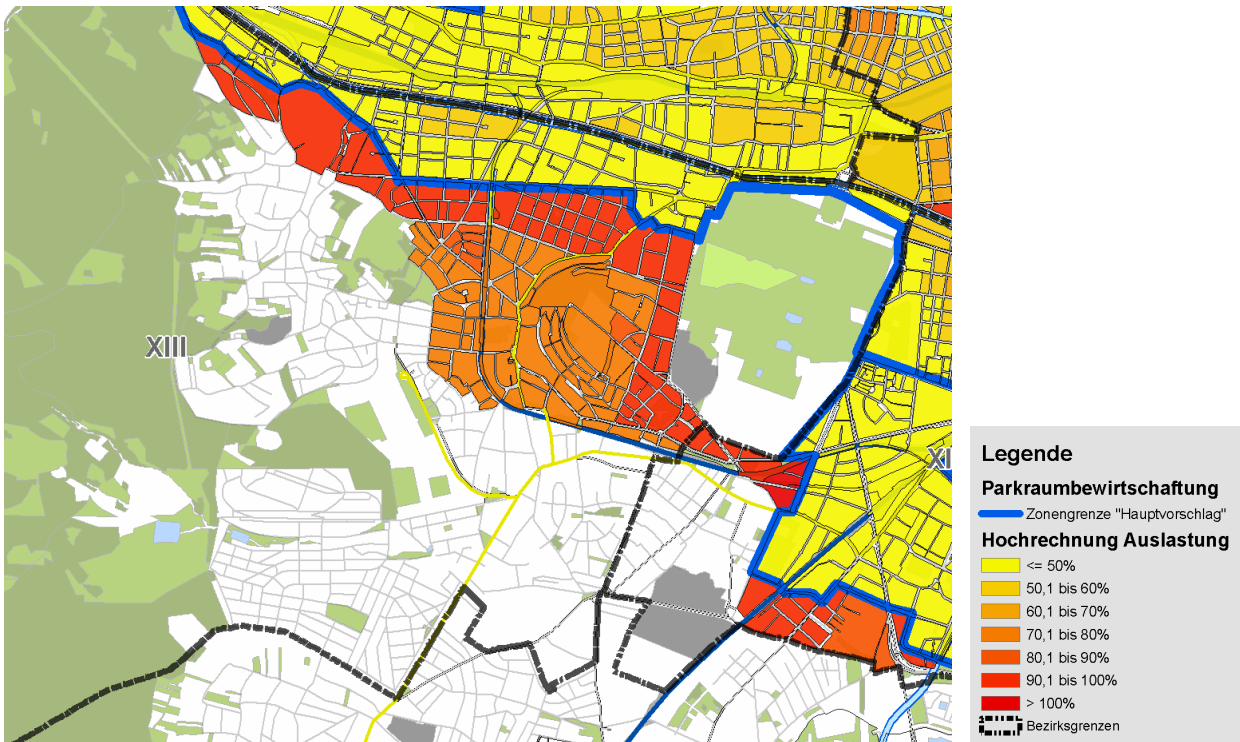 XIII
XI
Legende
Parkraumbewirtschaftung
Zonengrenze "Hauptvorschlag"
Hochrechnung Auslastung
<= 50%
50,1 bis 60%
60,1 bis 70%
70,1 bis 80%
80,1 bis 90%
90,1 bis 100%
> 100%
Bezirksgrenzen